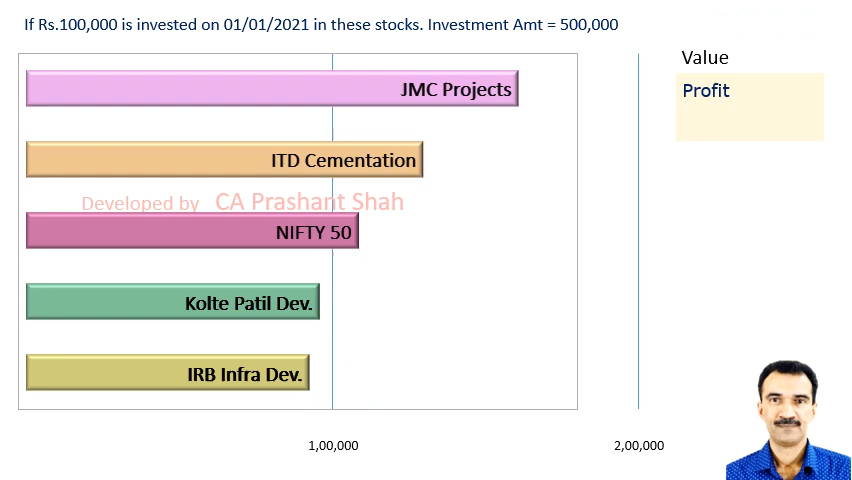 If Rs.100,000 is invested on 01/01/2021 in these stocks. Investment Amt = 500,000
Value
Profit
JMC Projects
ITD Cementation
Developed by CA Prashant Shah
NIFTY 50
Kolte Patil Dev.
IRB Infra Dev.
1,00,000
2,00,000